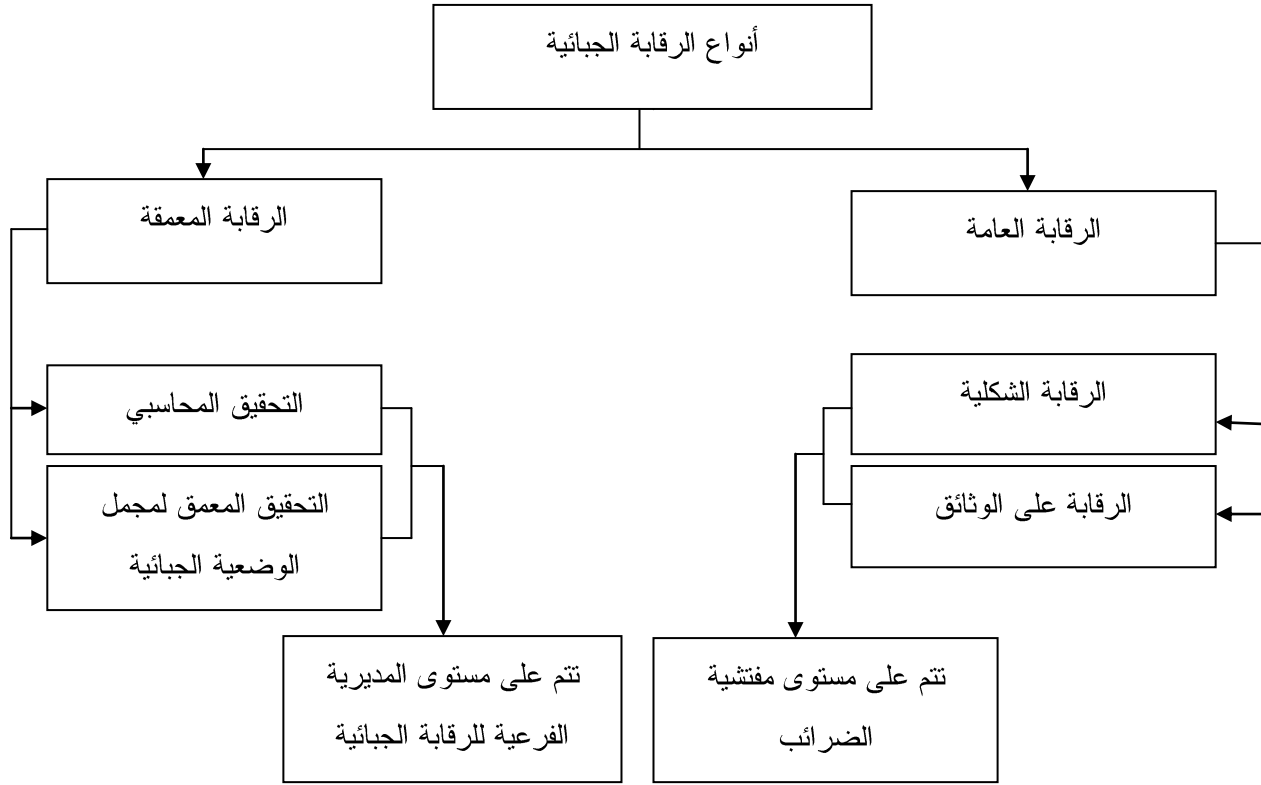 أنواع الرقابة الجبائية
الرقابة العامة
الرقابة المعمقة
الرقابة الشكلية
الرقابة على الوثائق
التحقيق المحاسبي
التحقيق المعمق لمجمل
الوضعية الجبائية
تتم على مستوى مفتشية
الضرائب
تتم على مستوى المديرية
الفرعية للرقابة الجبائية